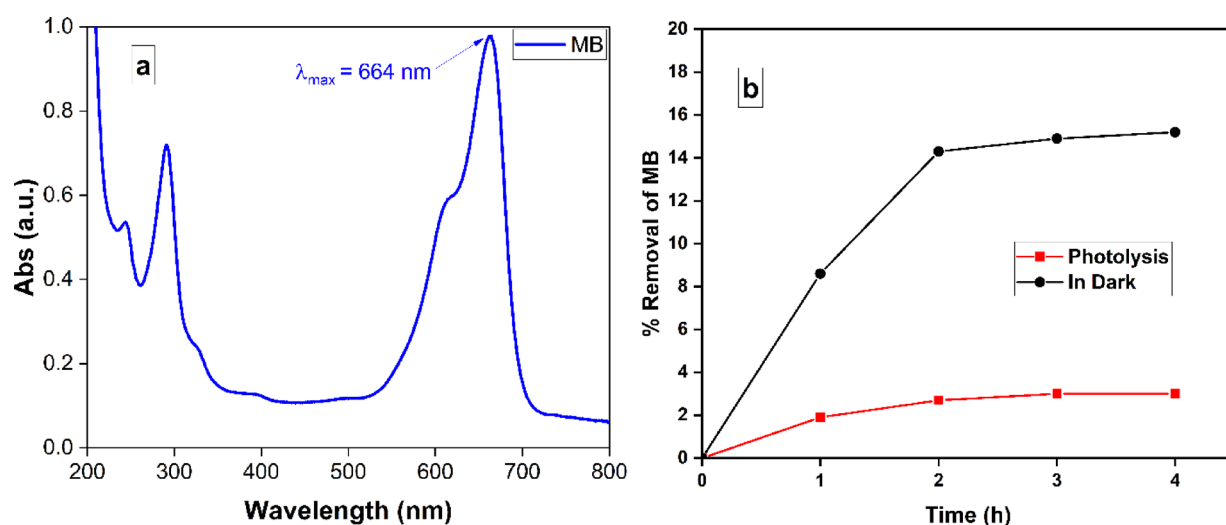 a
MB
λmax = 664 nm
Abs (a.u.)
1.0
0.8
0.6
0.4
0.2
0.0
200 300 400 500 600 700 800
Wavelength (nm)
b
% Removal of MB
20
18
16
14
12
10
8
6
4
2
0
Photolysis
In Dark
0 1 2 3 4
Time (h)